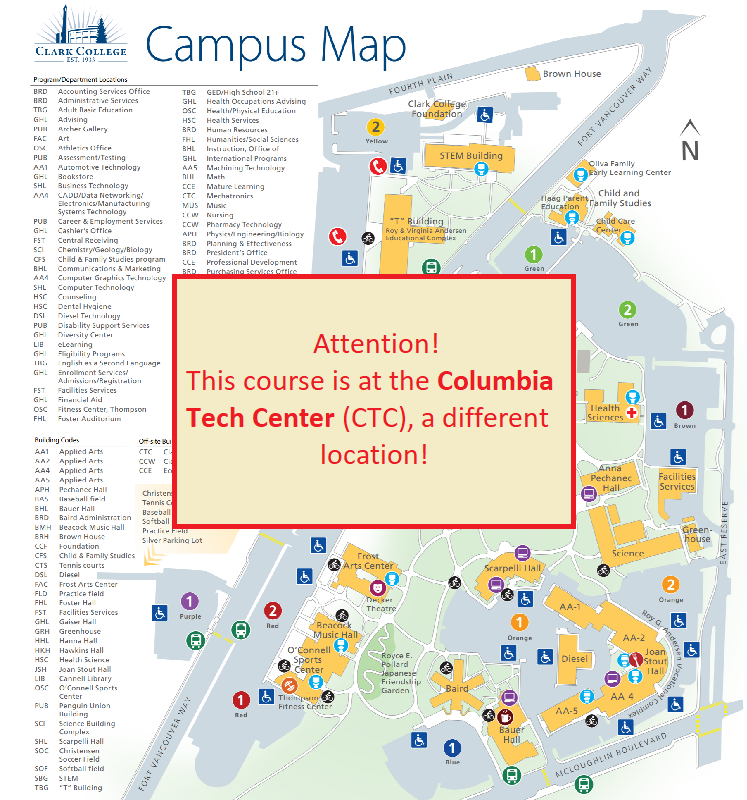 CLARK COLLEGE
EST. 1933
Campus Map
Program/Department Locations
BRD Accounting Services Office
BRD Administrative Services
TBG Adult Basic Education
GHL Advising
PUB Archer Gallery
FAC Art
OSC Athletics Office
PUB Assessment/Testing
AA1 Automotive Technology
GHL Bookstore
SHL Business Technology
AA4 CADD/Data Networking/
Electronics/Manufacturing
Systems Technology
PUB Career & Employment Services
GHL Cashier's Office
FST Central Receiving
SCI Chemistry/Geology/Biology
CFS Child & Family Studies program
BHL Communications & Marketing
AA4 Computer Graphics Technology
SHL Computer Technology
HSC Counseling
HSC Dental Hygiene
DSL Diesel Technology
PUB Disability Support Services
GHL Diversity Center
LIB eLearning
GHL Eligibility Programs
TBG English as a Second Language
GHL Enrollment Services/
Admissions/Registration
FST Facilities Services
GHL Financial Aid
OSC Fitness Center, Thompson
FHL Foster Auditorium
TBG GED/High School 21+
GHL Health Occupations Advising
OSC Health/Physical Education
HSC Health Services
BRD Human Resources
FHL Humanities/Social Sciences
BHL Instruction, Office of
GHL International Programs
AA5 Machining Technology
BHL Math
CCE Mature Learning
CTC Mechatronics
MUS Music
CCW Nursing
CCW Pharmacy Technology
APH Physics/Engineering/Biology
BRD Planning & Effectiveness
BRD President's Office
CCE Professional Development
BRD Purchasing Services Office
Building Codes
AA1 Applied Arts
AA2 Applied Arts
AA4 Applied Arts
AA5 Applied Arts
APH Pechanec Hall
BAS Baseball field
BHL Bauer Hall
BRD Baird Administration
BMH Beacock Music Hall
BRH Brown House
CCF Foundation
CFS Child & Family Studies
CTS Tennis courts
DSL Diesel
FAC Frost Arts Center
FLD Practice field
FHL Foster Hall
FST Facilities Services
GHL Gaiser Hall
GRH Greenhouse
HHL Hanna Hall
HKH Hawkins Hall
HSC Health Science
JSH Joan Stout Hall
LIB Cannell Library
OSC O'Connell Sports
Center
PUB Penguin Union
Building
SCI Science Building
Complex
SHL Scarpelli Hall
SOC Christensen
Soccer Field
SOF Softball field
SBG STEM
TBG "T" Building
Off-site
CTC
CCW
CCE
Tennis
Baseball
Softball
Practice Field
Silver Parking Lot
Attention!
This course is at the Columbia
Tech Center (CTC), a different
location!
FOURTH PLAIN
Brown House
FORT VANCOUVER WAY
N
Clark College
Foundation
2
Yellow
STEM Building
Oliva Family
Early Learning Center
Haag Parent
Education
Child and
Family Studies
Child Care
Center
"T" Building
Roy & Virginia Andersen
Educational Complex
1
Green
2
Green
Health
Sciences
1
Brown
Anna
Pechanec
Hall
Facilities
Services
Green-
house
EAST RESERVE
Science
Frost
Arts Center
Decker
Theatre
Scarpelli Hall
1
Purple
2
Red
Beacock
Music Hall
O'Connell
Sports
Center
Thompson
Fitness Center
1
Red
Royce E.
Pollard
Japanese
Friendship
Garden
1
Orange
2
Orange
AA-1
AA-2
Roy G. Andersen Vocational Complex
Joan
Stout
Hall
Diesel
AA-4
AA-5
Baird
Bauer
Hall
1
Blue
FORT VANCOUVER WAY
MCLOUGHLIN BOULEVARD